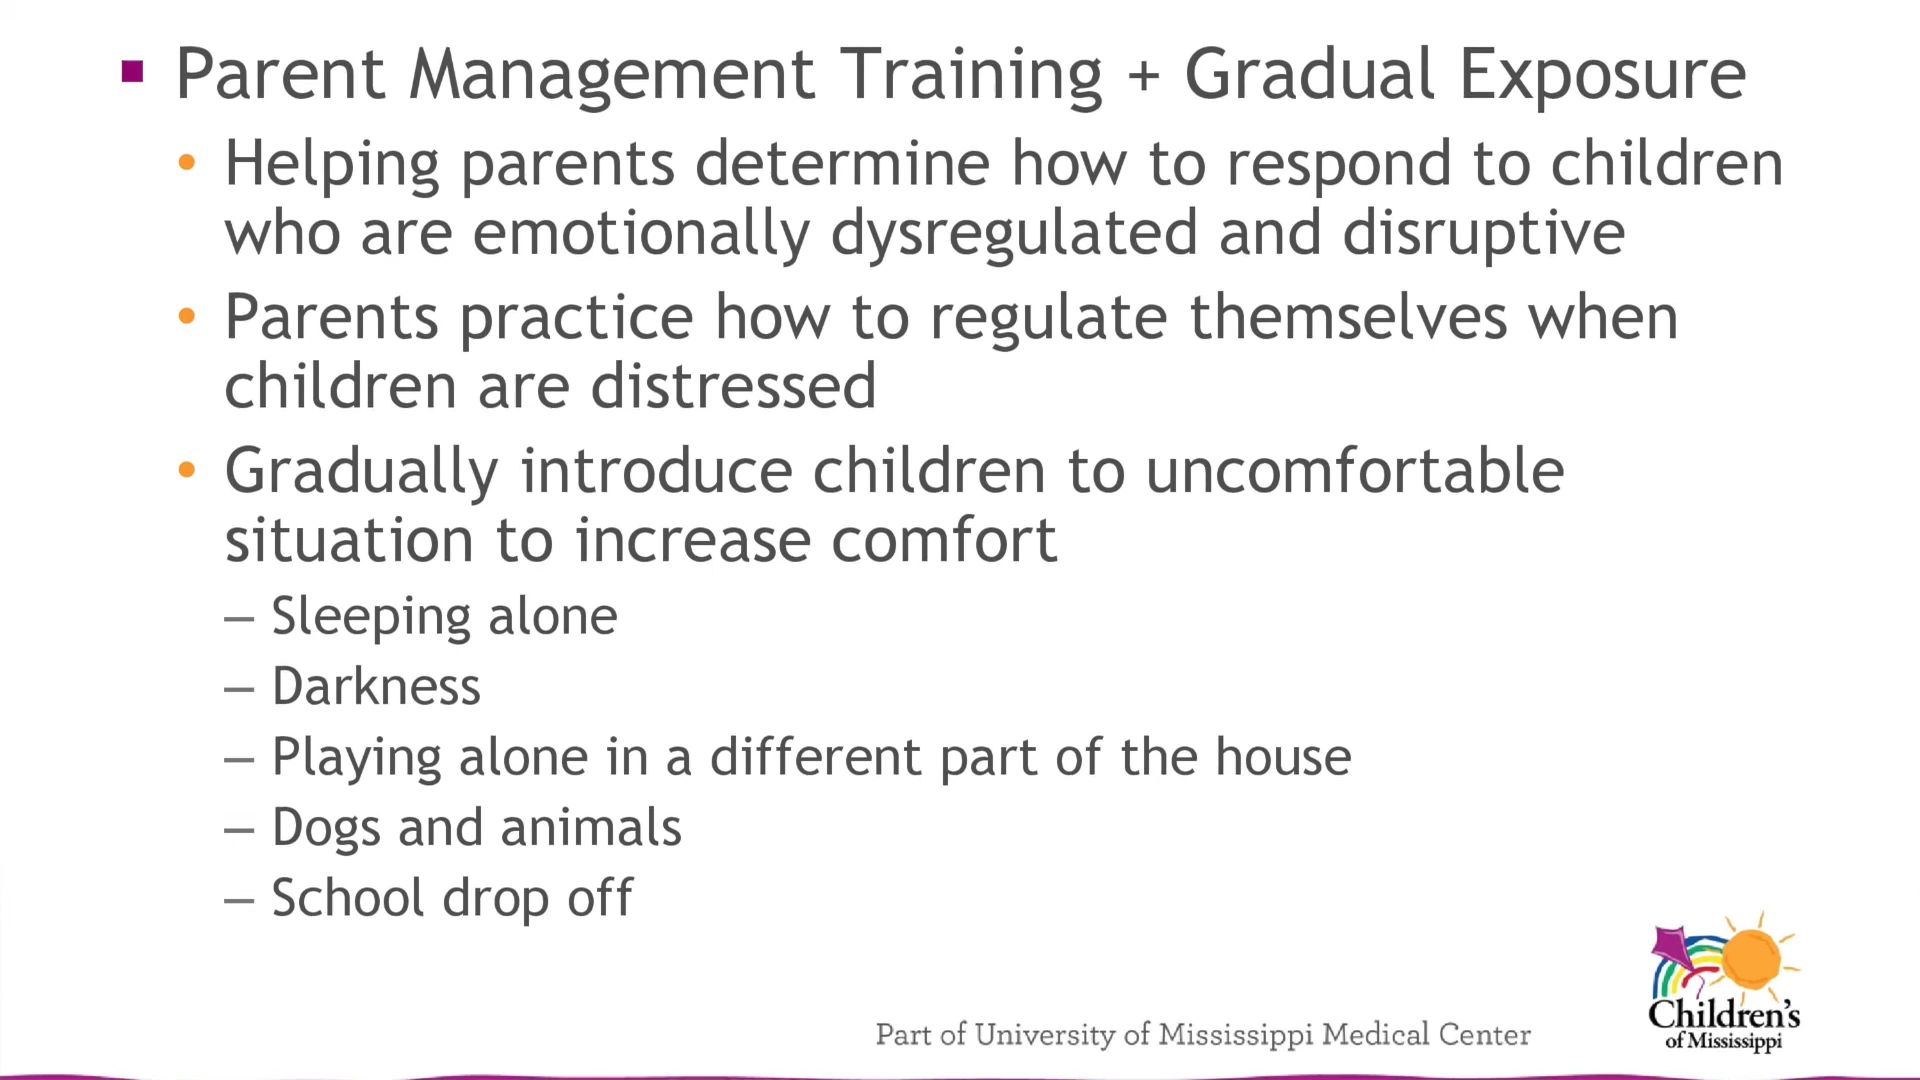 ▪ Parent Management Training + Gradual Exposure
• Helping parents determine how to respond to children
who are emotionally dysregulated and disruptive
• Parents practice how to regulate themselves when
children are distressed
• Gradually introduce children to uncomfortable
situation to increase comfort
– Sleeping alone
– Darkness
– Playing alone in a different part of the house
– Dogs and animals
– School drop off
Part of University of Mississippi Medical Center
Children's
of Mississippi